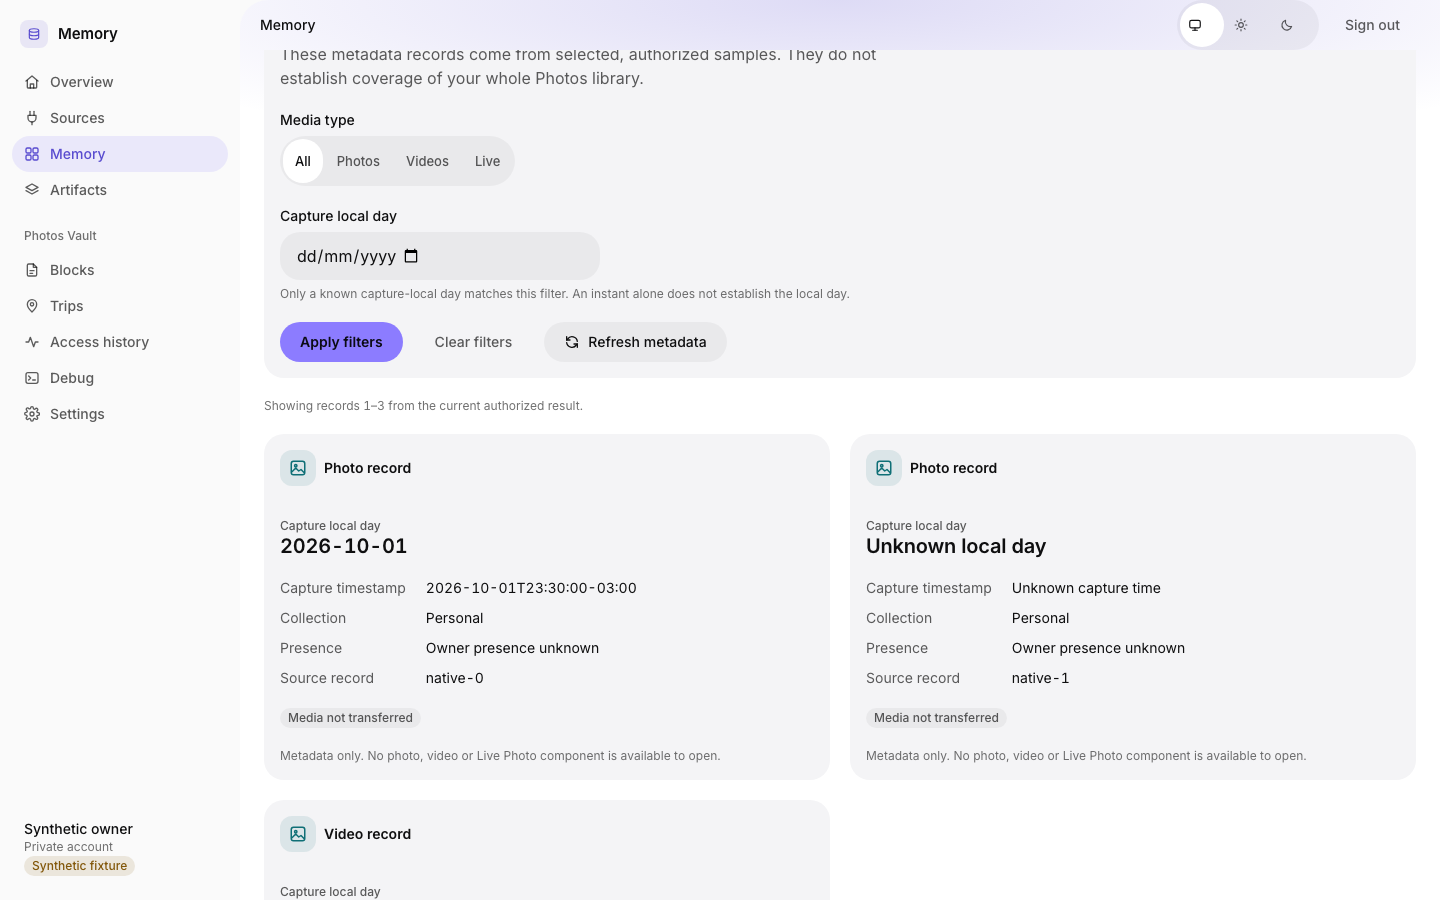 Memory
Overview
Sources
Memory
Artifacts
Photos Vault
Blocks
Trips
Access history
Debug
Settings
Synthetic owner
Private account
Synthetic fixture
Memory
Sign out
These metadata records come from selected, authorized samples. They do not
establish coverage of your whole Photos library.
Media type
All Photos Videos Live
Capture local day
dd/mm/yyyy
Only a known capture-local day matches this filter. An instant alone does not establish the local day.
Apply filters Clear filters Refresh metadata
Showing records 1–3 from the current authorized result.
Photo record
Capture local day
2026-10-01
Capture timestamp 2026-10-01T23:30:00-03:00
Collection Personal
Presence Owner presence unknown
Source record native-0
Media not transferred
Metadata only. No photo, video or Live Photo component is available to open.
Photo record
Capture local day
Unknown local day
Capture timestamp Unknown capture time
Collection Personal
Presence Owner presence unknown
Source record native-1
Media not transferred
Metadata only. No photo, video or Live Photo component is available to open.
Video record
Capture local day